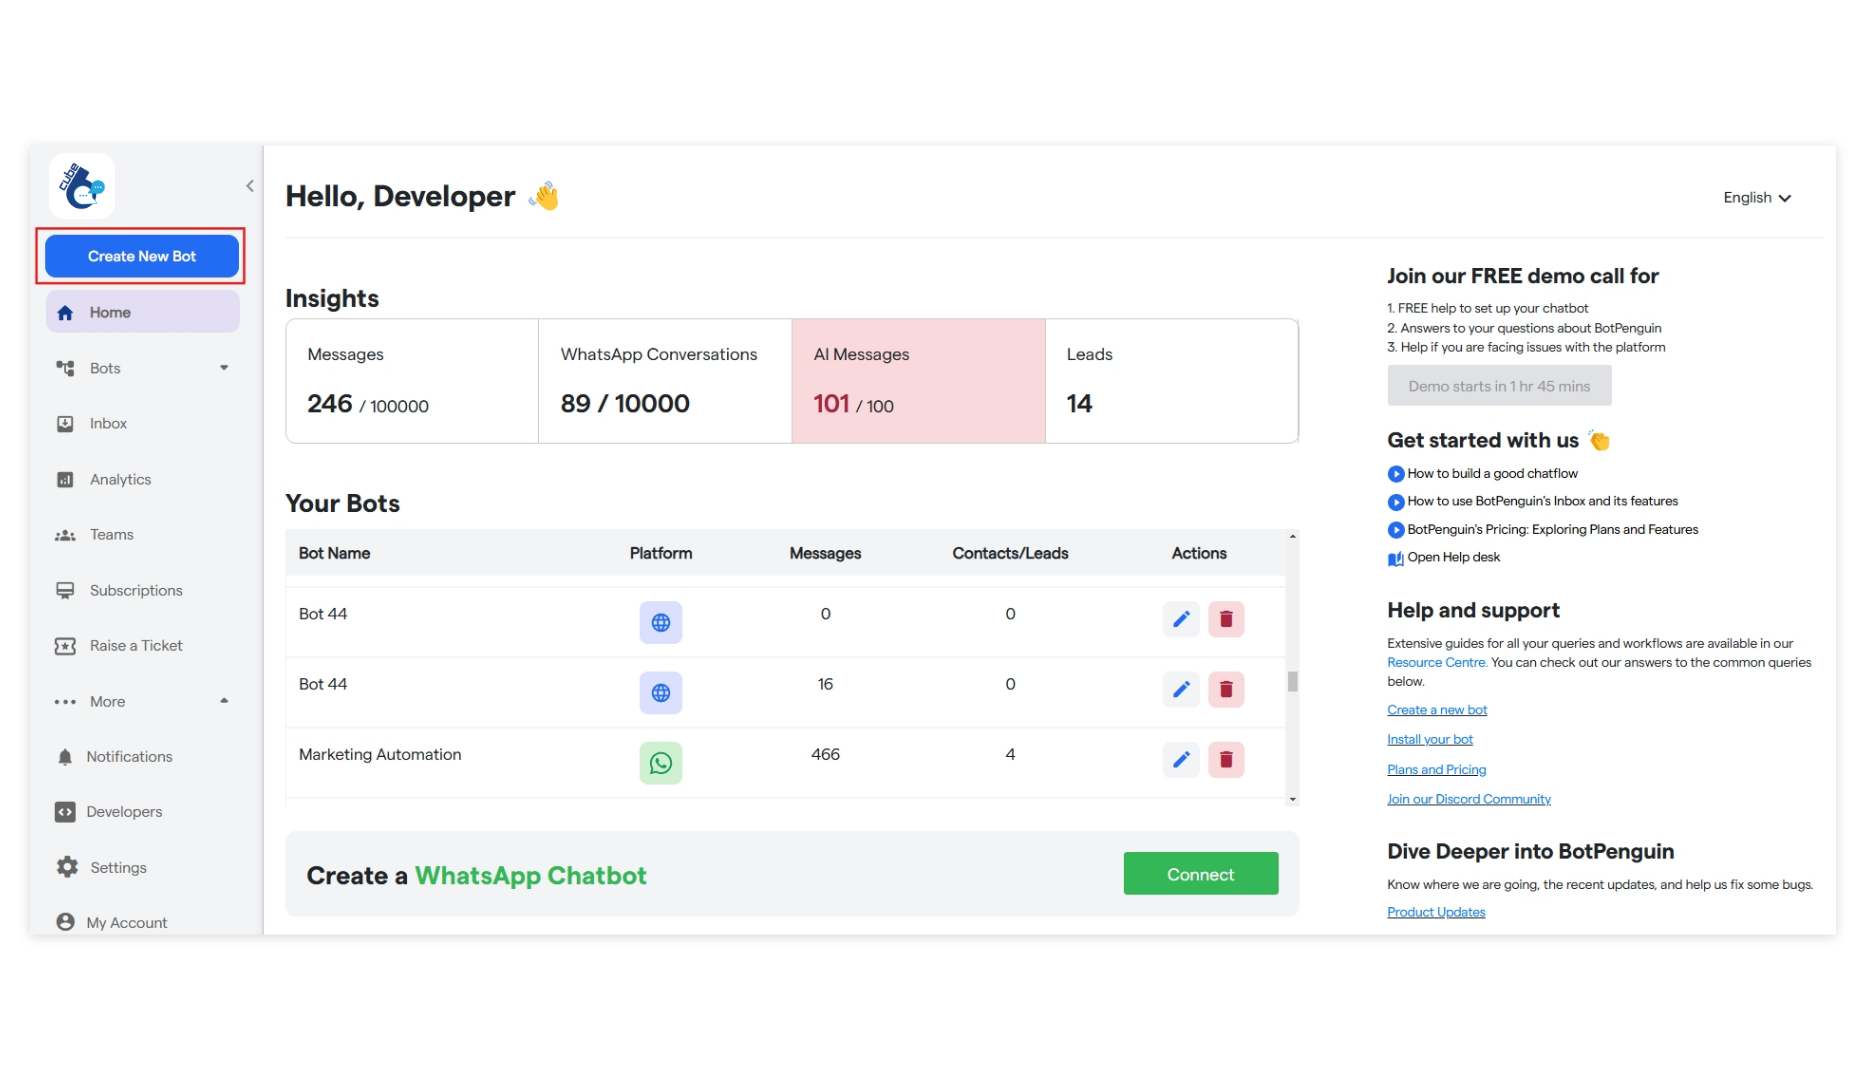 cube
Create New Bot
Home
Bots
Inbox
Analytics
Teams
Subscriptions
Raise a Ticket
More
Notifications
Developers
Settings
My Account
Hello, Developer 👋
English
Insights
Messages
246 / 100000
WhatsApp Conversations
89 / 10000
AI Messages
101 / 100
Leads
14
Your Bots
Bot Name Platform Messages Contacts/Leads Actions
Bot 44 0 0
Bot 44 16 0
Marketing Automation 466 4
Create a WhatsApp Chatbot
Connect
Join our FREE demo call for
1. FREE help to set up your chatbot
2. Answers to your questions about BotPenguin
3. Help if you are facing issues with the platform
Demo starts in 1 hr 45 mins
Get started with us 👏
How to build a good chatflow
How to use BotPenguin's Inbox and its features
BotPenguin's Pricing: Exploring Plans and Features
Open Help desk
Help and support
Extensive guides for all your queries and workflows are available in our
Resource Centre. You can check out our answers to the common queries
below.
Create a new bot
Install your bot
Plans and Pricing
Join our Discord Community
Dive Deeper into BotPenguin
Know where we are going, the recent updates, and help us fix some bugs.
Product Updates